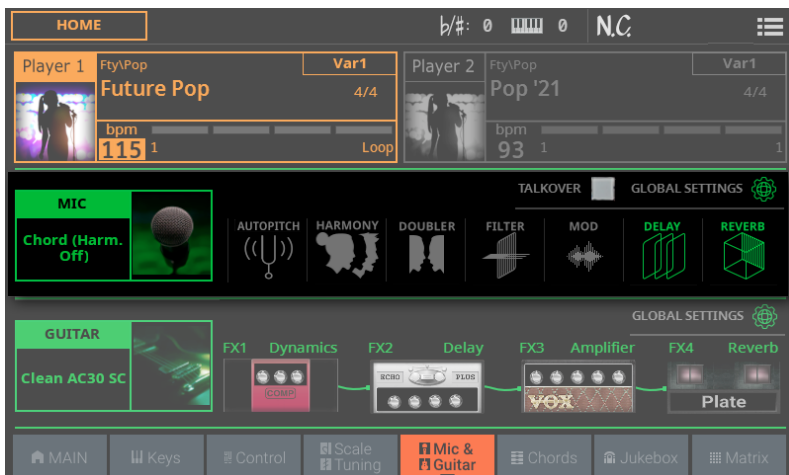 HOME
b/#: 0 0 N.C.
Player 1 Fty\Pop Var1
Future Pop 4/4
bpm
115 1 Loop
Player 2 Fty\Pop Var1
Pop '21 4/4
bpm
93 1 1
TALKOVER GLOBAL SETTINGS
MIC
Chord (Harm.
Off)
AUTOPITCH HARMONY DOUBLER FILTER MOD DELAY REVERB
GLOBAL SETTINGS
GUITAR
Clean AC30 SC
FX1 Dynamics FX2 Delay FX3 Amplifier FX4 Reverb
COMP
ECHO PLUS
VOX
Plate
MAIN Keys Control Scale Tuning Mic & Guitar Chords Jukebox Matrix